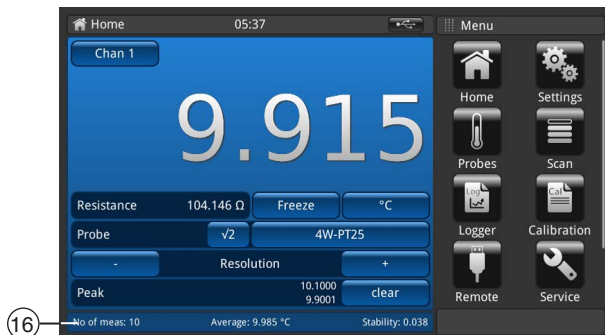 Home 05:37 Menu
Chan 1
9.915
Home Settings
Probes Scan
Resistance 104.146 Ω Freeze °C
Log Cal
Probe √2 4W-PT25
Logger Calibration
- Resolution +
Peak 10.1000 clear
9.9001
Remote Service
16 No of meas: 10 Average: 9.985 °C Stability: 0.038